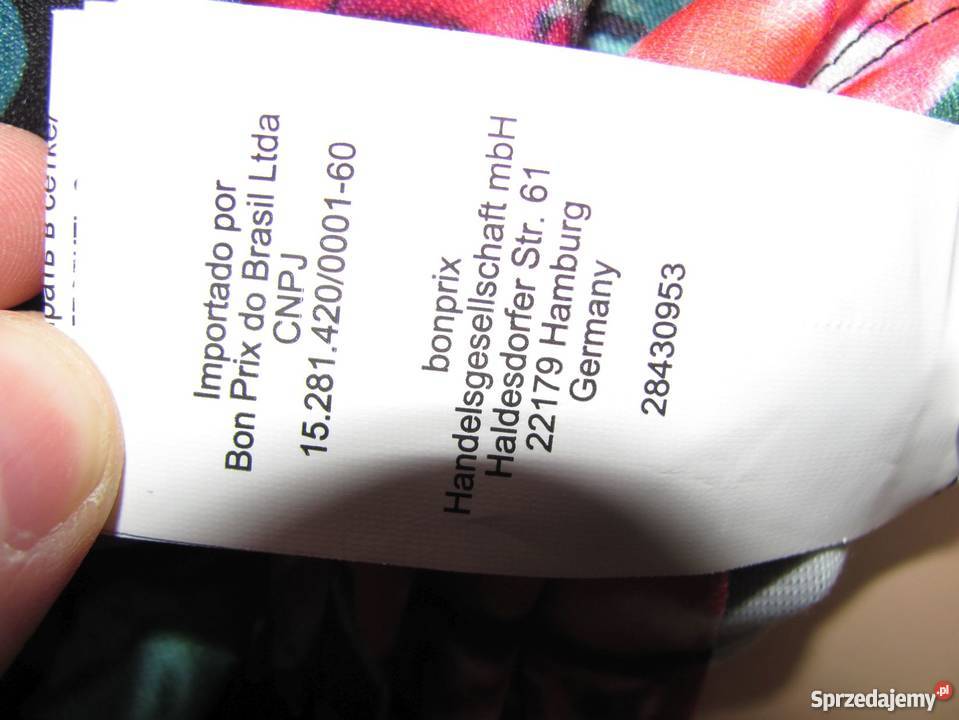 Importado por
Bon Prix do Brasil Ltda
CNPJ
15.281.420/0001-60
bonprix
Handelsgesellschaft mbH
Haldesdorfer Str. 61
22179 Hamburg
Germany
28430953
Sprzedajemy.pl